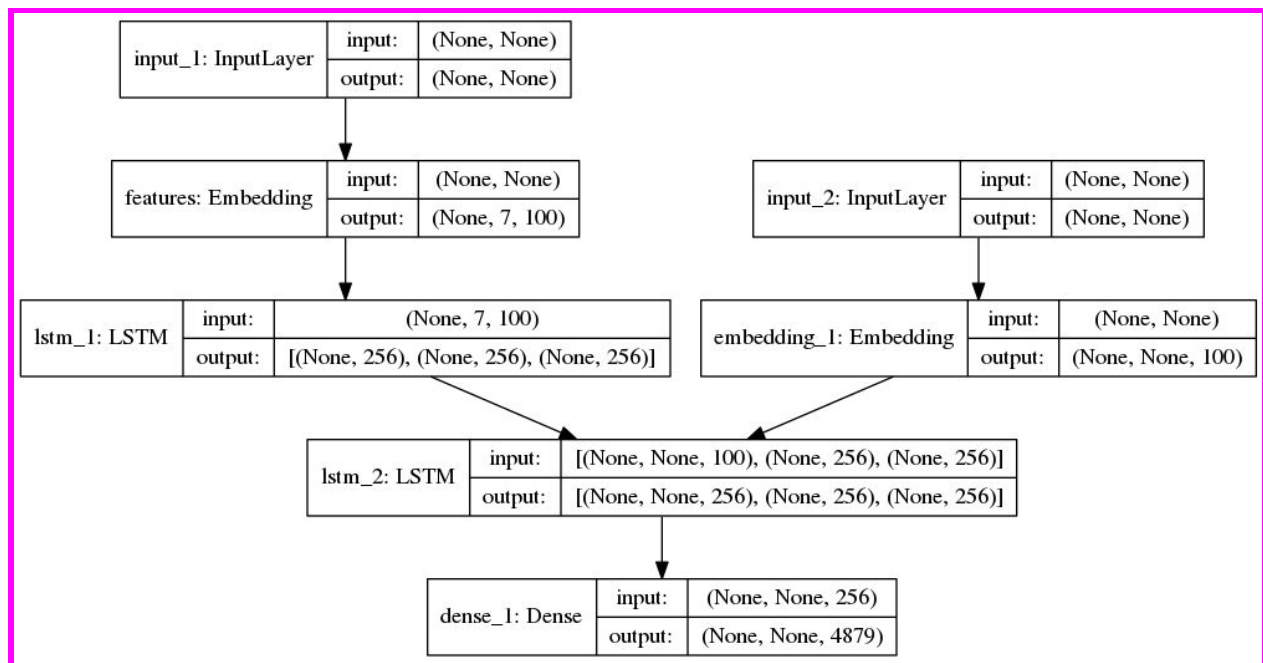 input_1: InputLayer
input: (None, None)
output: (None, None)
features: Embedding
input: (None, None)
output: (None, 7, 100)
input_2: InputLayer
input: (None, None)
output: (None, None)
lstm_1: LSTM
input: (None, 7, 100)
output: [(None, 256), (None, 256), (None, 256)]
embedding_1: Embedding
input: (None, None)
output: (None, None, 100)
lstm_2: LSTM
input: [(None, None, 100), (None, 256), (None, 256)]
output: [(None, None, 256), (None, 256), (None, 256)]
dense_1: Dense
input: (None, None, 256)
output: (None, None, 4879)